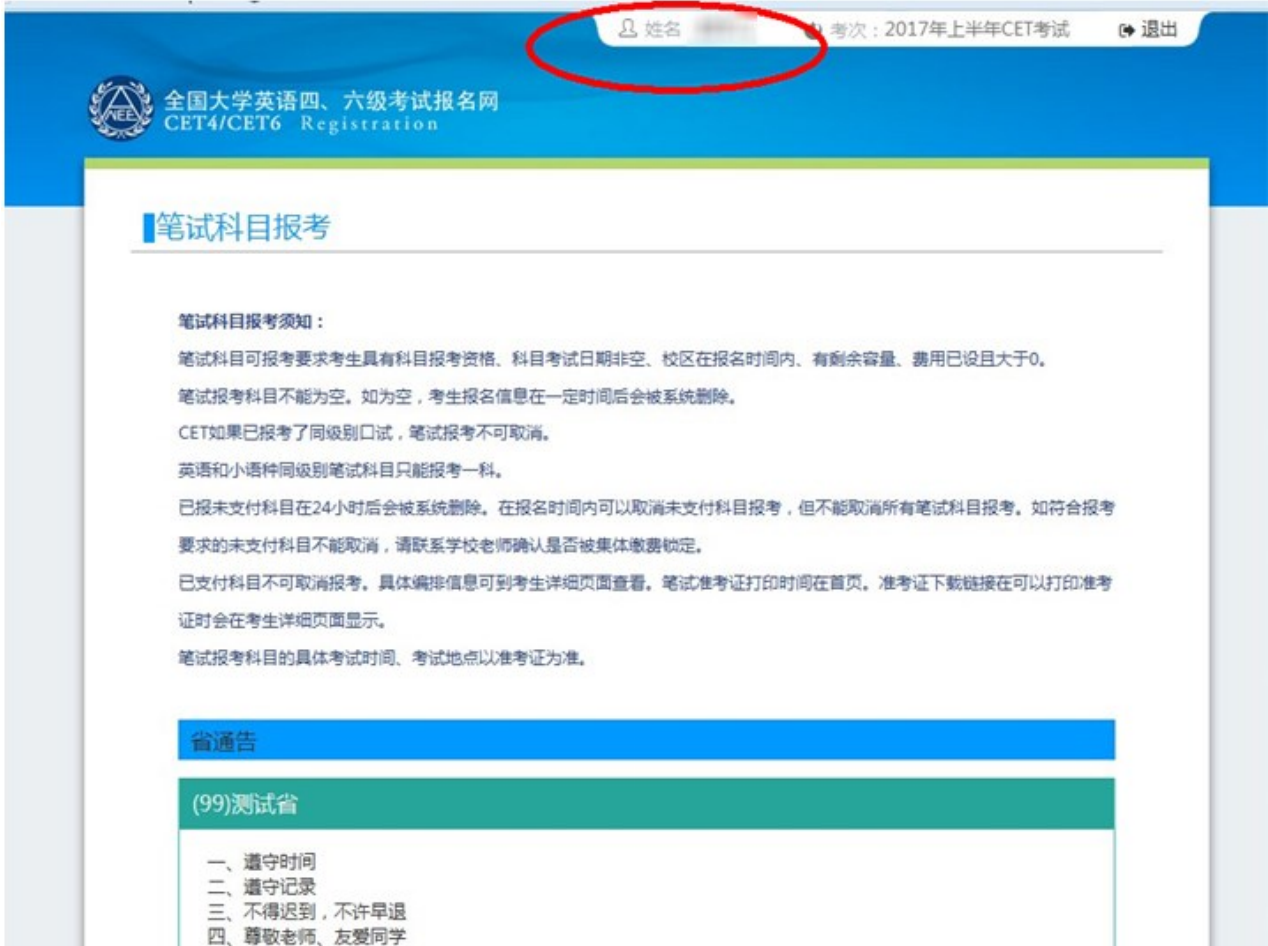 姓名
考次：2017年上半年CET考试
退出
NEE
全国大学英语四、六级考试报名网
CET4/CET6 Registration
笔试科目报考
笔试科目报考须知：
笔试科目可报考要求考生具有科目报考资格、科目考试日期非空、校区在报名时间内、有剩余容量、费用已设且大于0。
笔试报考科目不能为空。如为空，考生报名信息在一定时间后会被系统删除。
CET如果已报考了同级别口试，笔试报考不可取消。
英语和小语种同级别笔试科目只能报考一科。
已报未支付科目在24小时后会被系统删除。在报名时间内可以取消未支付科目报考，但不能取消所有笔试科目报考。如符合报考
要求的未支付科目不能取消，请联系学校老师确认是否被集体缴费锁定。
已支付科目不可取消报考。具体编排信息可到考生详细页面查看。笔试准考证打印时间在首页。准考证下载链接在可以打印准考
证时会在考生详细页面显示。
笔试报考科目的具体考试时间、考试地点以准考证为准。
省通告
(99)测试省
一、遵守时间
二、遵守记录
三、不得迟到，不许早退
四、尊敬老师、友爱同学